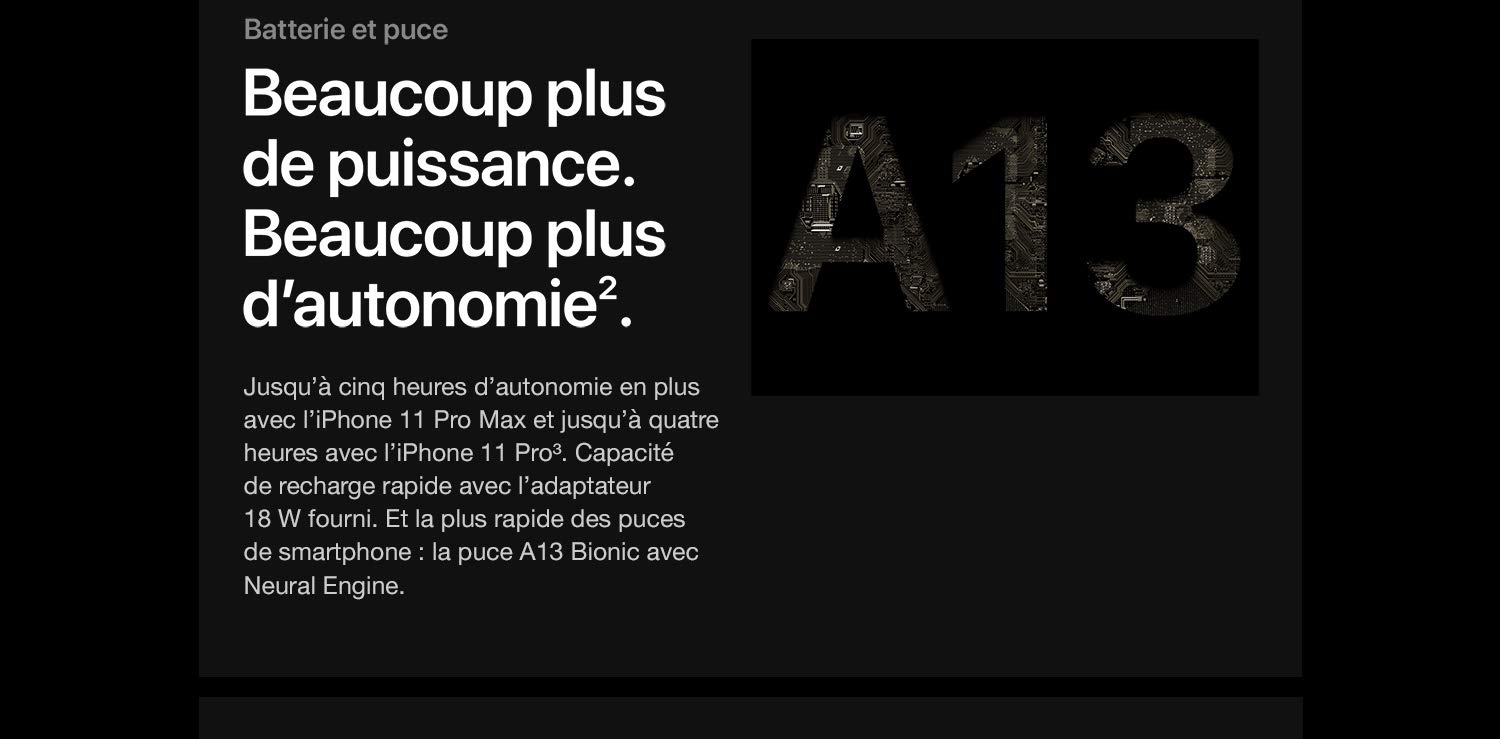 Batterie et puce
Beaucoup plus
de puissance.
Beaucoup plus
d’autonomie².
Jusqu’à cinq heures d’autonomie en plus
avec l’iPhone 11 Pro Max et jusqu’à quatre
heures avec l’iPhone 11 Pro³. Capacité
de recharge rapide avec l’adaptateur
18 W fourni. Et la plus rapide des puces
de smartphone : la puce A13 Bionic avec
Neural Engine.
A13